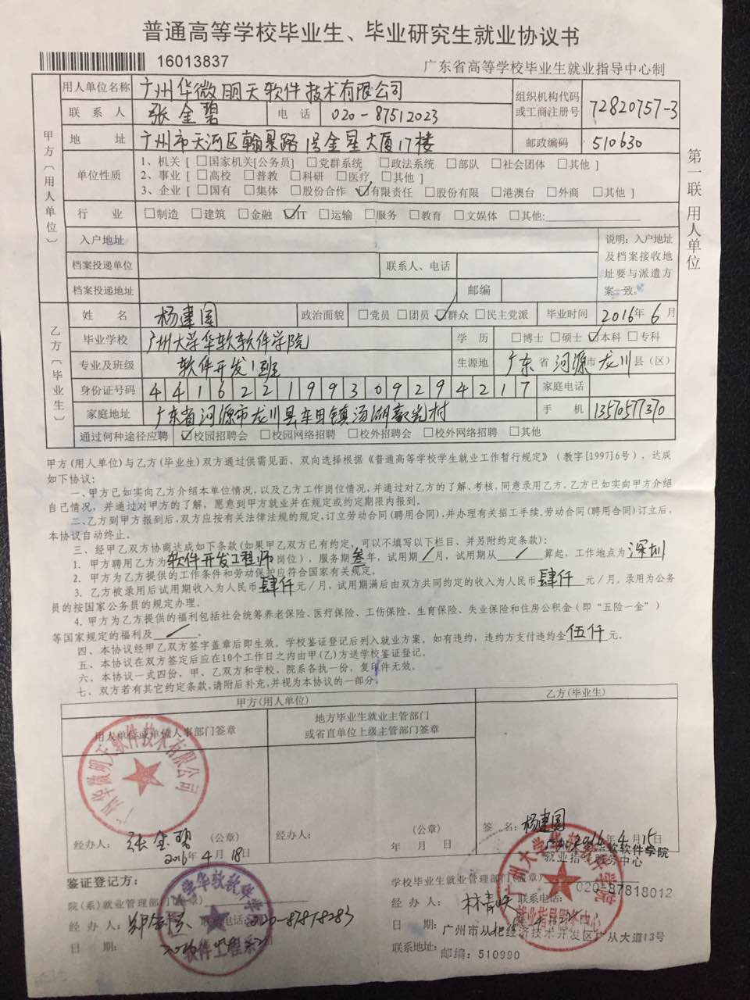 普通高等学校毕业生、毕业研究生就业协议书
16013837 广东省高等学校毕业生就业指导中心制
第一联 用人单位
甲方(用人单位)
用人单位名称 广州华微明天软件技术有限公司 组织机构代码或工商注册号 72820757-3
联系人 张金碧 电话 020-87512023
地址 广州市天河区翰景路1号金星大厦17楼 邮政编码 510630
单位性质 1、机关 [ □国家机关[公务员] □党群系统 □政法系统 □部队 □社会团体 □其他 ]
2、事业 [ □高校 □普教 □科研 □医疗 □其他 ]
3、企业 [ □国有 □集体 □股份合作 ☑有限责任 □股份有限 □港澳台 □外商 □其他 ]
行业 □制造 □建筑 □金融 ☑IT □运输 □服务 □教育 □文娱体 □其他:
入户地址 说明: 入户地址及档案接收地址要与派遣方案一致。
档案投递单位 联系人、电话
档案投递地址 邮编
乙方(毕业生)
姓名 杨建国 政治面貌 □党员 □团员 ☑群众 □民主党派 毕业时间 2016年6月
毕业学校 广州大学华软软件学院 学历 □博士 □硕士 ☑本科 □专科
专业及班级 软件开发1班 生源地 广东省河源市龙川县(区)
身份证号码 441622199309294217 家庭电话
家庭地址 广东省河源市龙川县车田镇汤湖 村 手机 13570577370
通过何种途径应聘 ☑校园招聘会 □校园网络招聘 □校外招聘会 □校外网络招聘 □其他
甲方(用人单位)与乙方(毕业生)双方通过供需见面、双向选择根据《普通高等学校学生就业工作暂行规定》(教字[1997]6号),达成
如下协议:
一、甲方已如实向乙方介绍本单位情况,以及乙方工作岗位情况,并通过对乙方的了解、考核,同意录用乙方,乙方已如实向甲方介绍
自己情况,并通过对甲方的了解,愿意到甲方就业并在规定或约定期限内报到。
二、乙方到甲方报到后,双方应按有关法律法规的规定,订立劳动合同(聘用合同),并办理有关招工手续。劳动合同(聘用合同)订立后,
本协议自动终止。
三、经甲乙双方协商达成如下条款(如果甲乙双方已有约定,可以不填写以下栏目、并另附约定条款):
1. 甲方聘用乙方为软件开发工程师岗位),服务期叁年,试用期/月,试用期从/算起,工作地点为深圳
2. 甲方为乙方提供的工作条件和劳动保护应符合国家有关规定。
3. 乙方被录用后试用期收入为人民币肆仟元/月,试用期满后由双方共同约定的收入为人民币肆仟元/月。录用为公务
员的按国家公务员的规定办理。
4. 甲方为乙方提供的福利包括社会统筹养老保险、医疗保险、工伤保险、生育保险、失业保险和住房公积金(即“五险一金”)
等国家规定的福利及/。
四、本协议经甲乙双方签字盖章后即生效。学校鉴证登记后列入就业方案。如有违约,违约方支付违约金伍仟元。
五、本协议在双方签定后应在10个工作日之内由甲(乙)方送学校鉴证登记。
六、本协议一式四份,甲、乙双方和学校、院系各执一份,复印件无效。
七、双方若有其它约定条款,请附后补充,并视为本协议的一部分。
甲方(用人单位) 乙方(毕业生)
用人单位或单位人事部门签章 地方毕业生就业主管部门或省直单位上级主管部门签章
广州华微明天软件技术有限公司
经办人: 张金碧 (公章) 经办人: (公章) 签名: 杨建国
2016年4月18日 年 月 日 2016年4月15日
鉴证登记方: 学校毕业生就业管理部门(盖章)
院(系)就业管理部门(签章)
广州大学华软软件学院
就业指导服务中心
经办人: 联系电话: 020-87818283 经办人: 联系电话: 020-87818012
日期: 日期:
软件工程系
联系地址: 广州市从化经济技术开发区广从大道13号
邮编: 510990